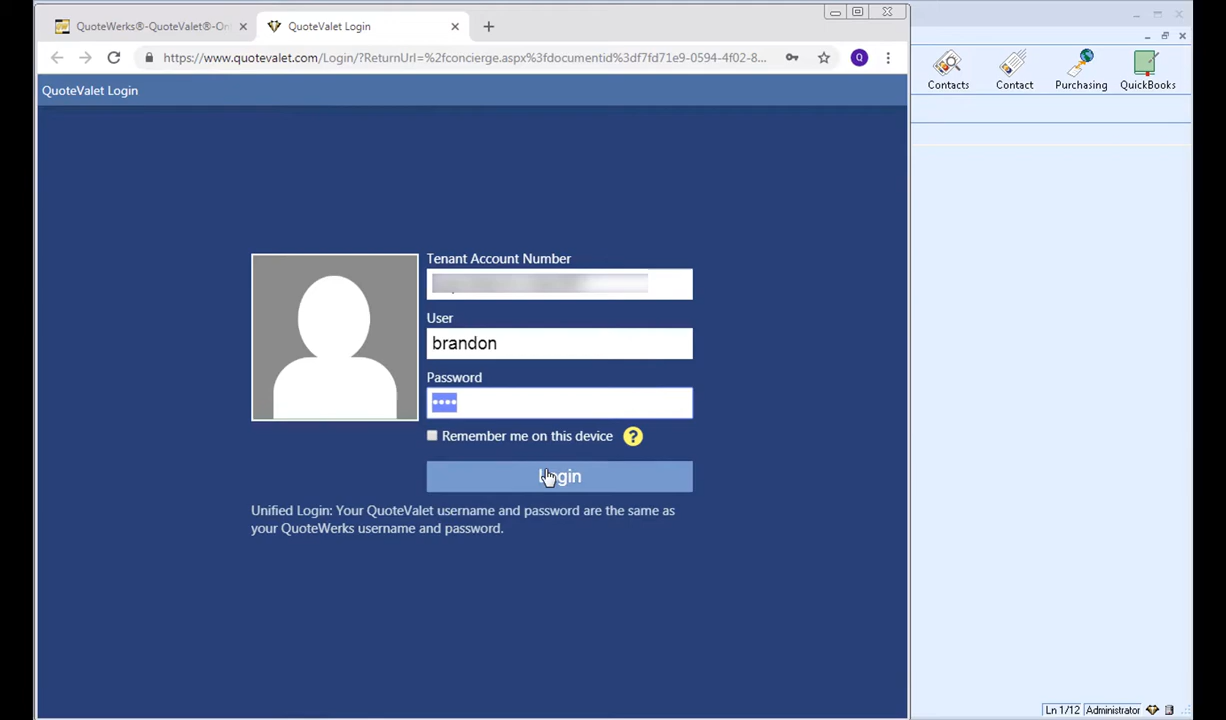 QuoteWerks®-QuoteValet®-On
QuoteValet Login
https://www.quotevalet.com/Login/?ReturnUrl=%2fconcierge.aspx%3fdocumentid%3df7fd71e9-0594-4f02-8...
Q
Contacts
Contact
Purchasing
QuickBooks
QuoteValet Login
Tenant Account Number
User
brandon
Password
••••
Remember me on this device
?
Login
Unified Login: Your QuoteValet username and password are the same as
your QuoteWerks username and password.
Ln 1/12
Administrator